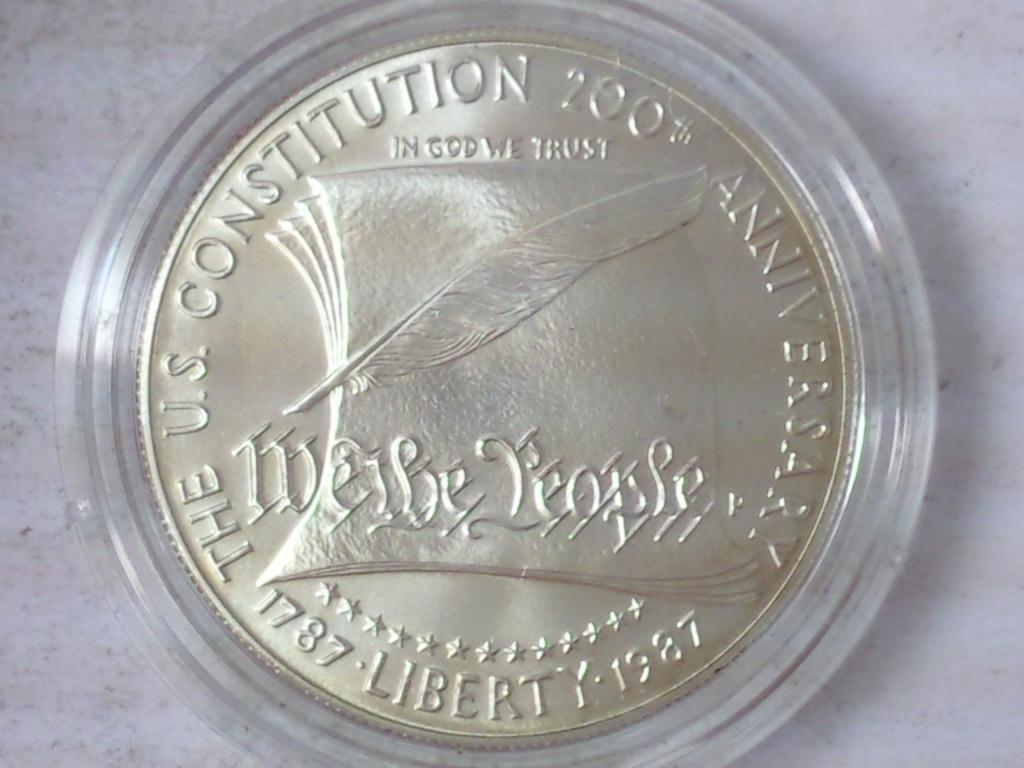 THE U.S. CONSTITUTION 200th ANNIVERSARY
IN GOD WE TRUST
We the People
P
1787 · LIBERTY · 1987